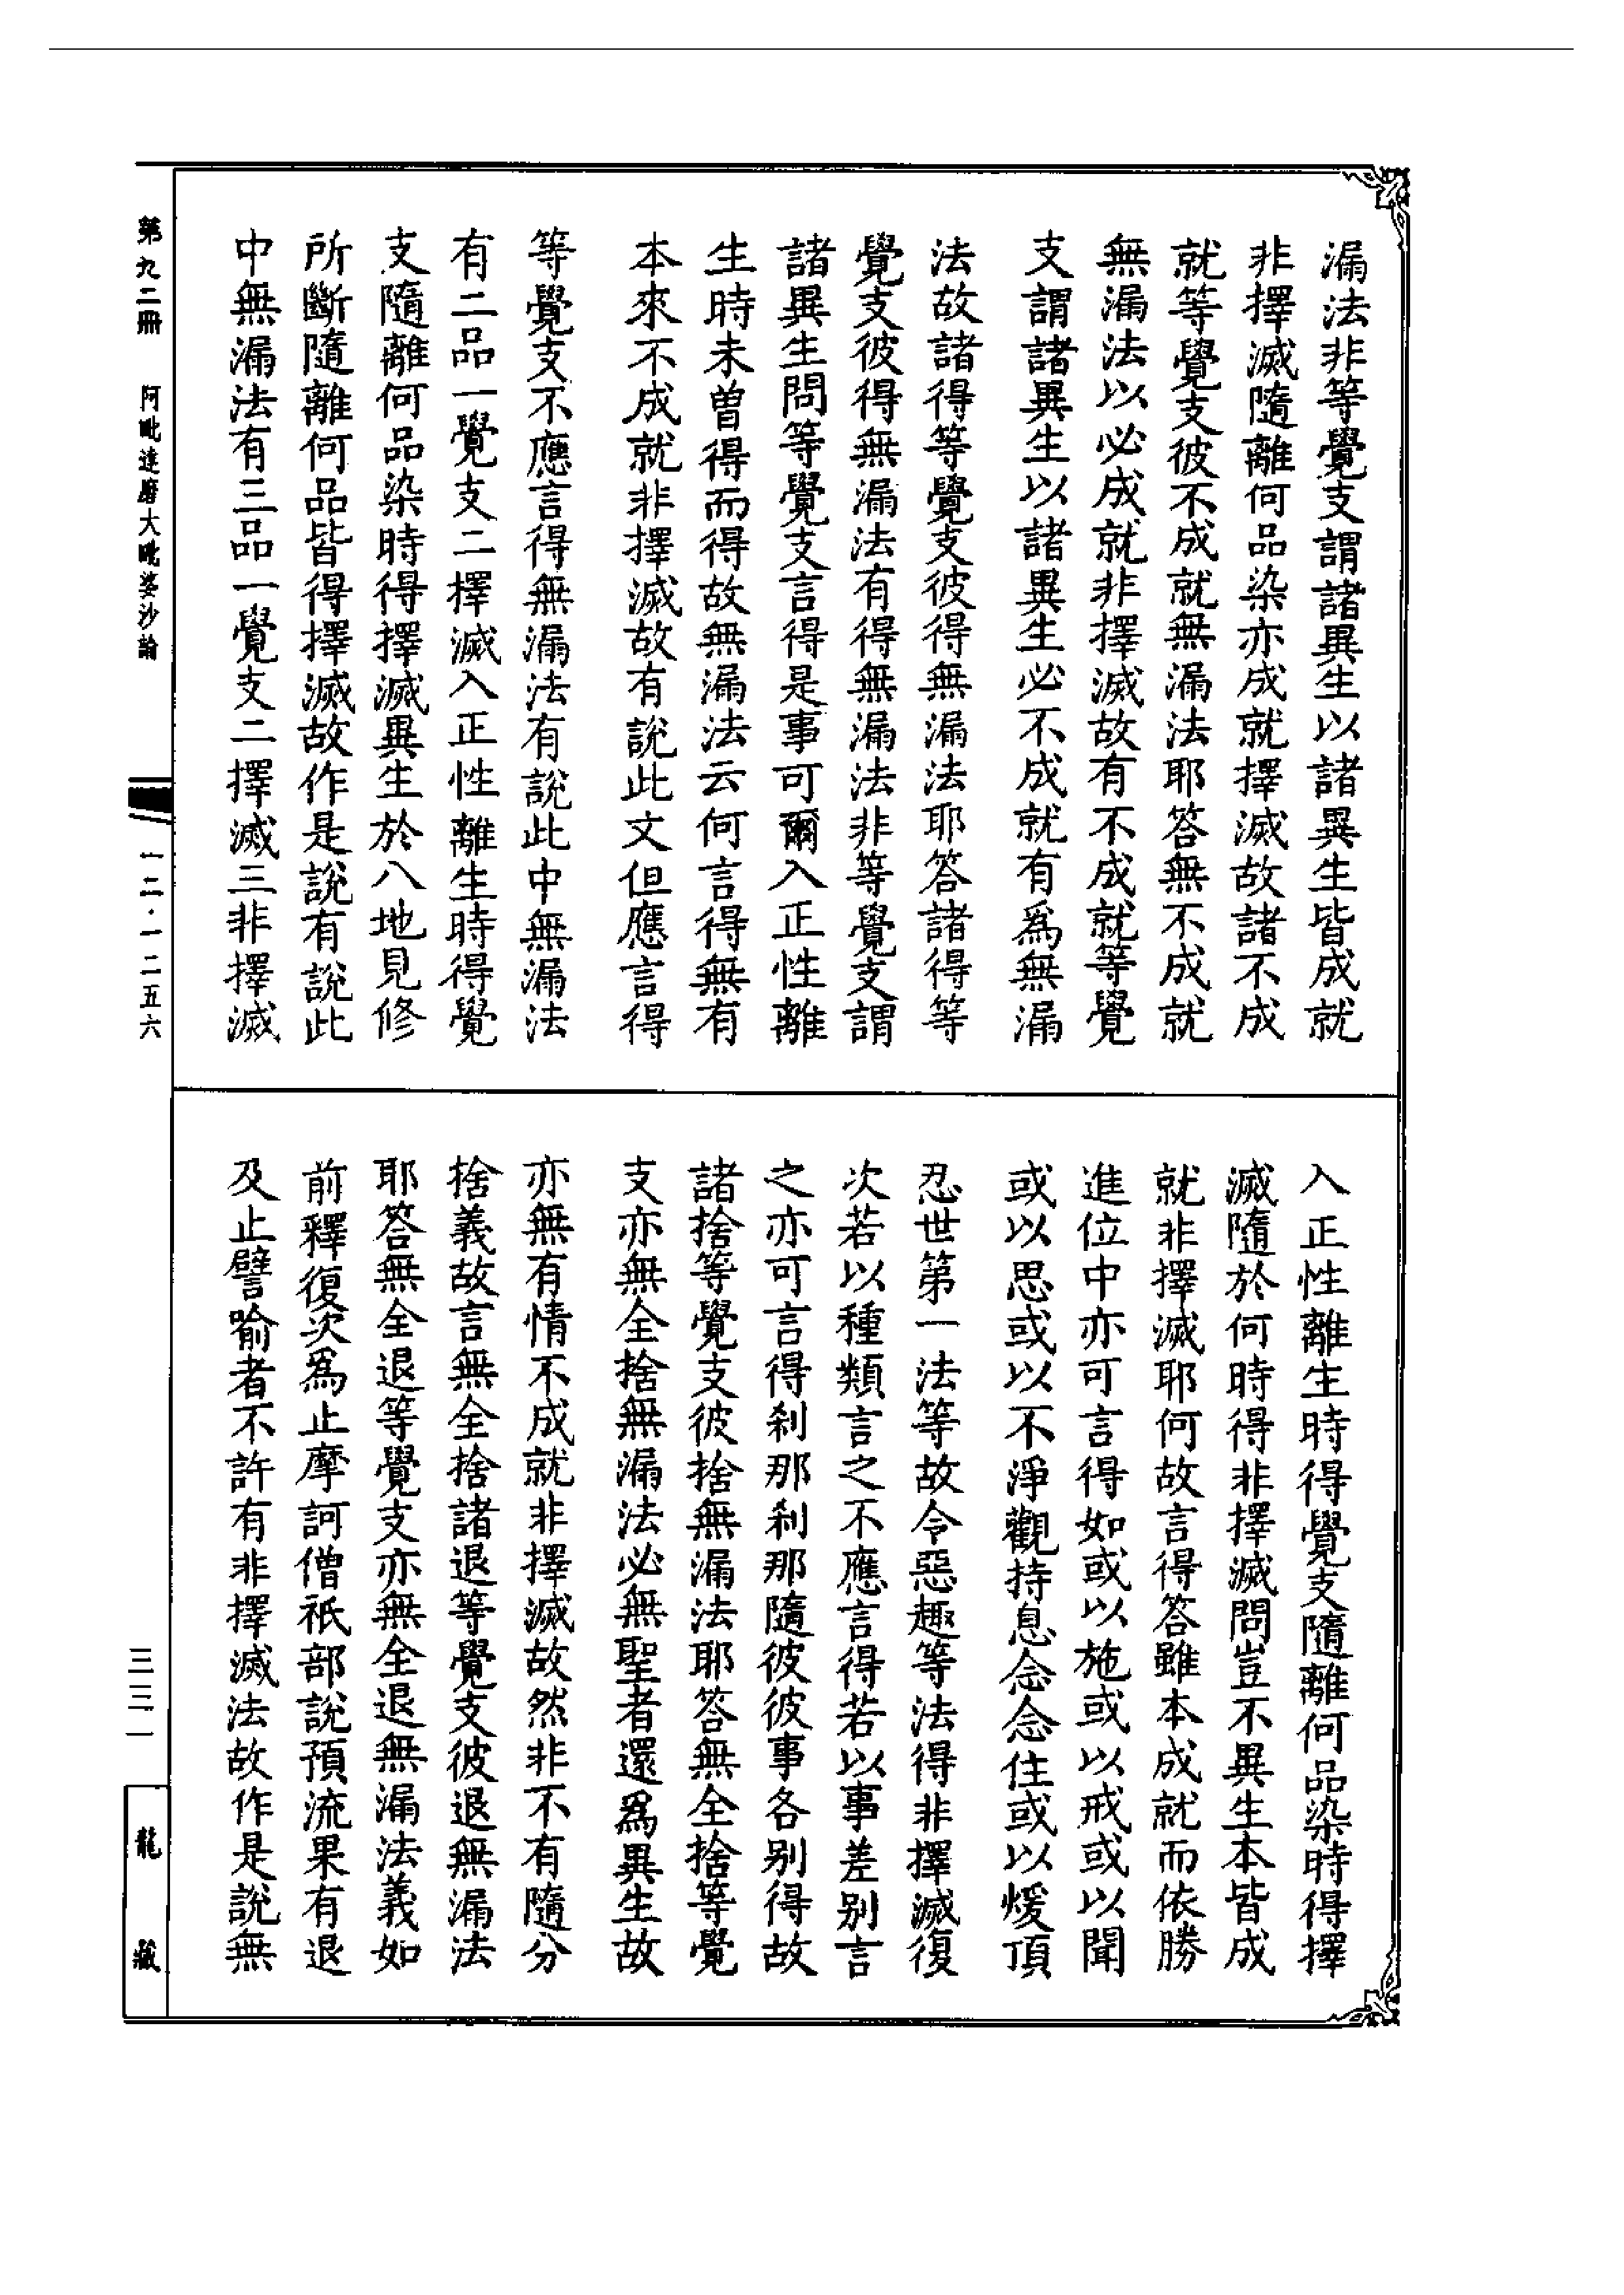 漏法非等覺支謂諸異生以諸異生皆成就
非擇滅隨離何品染亦成就擇滅故諸不成
就等覺支彼不成就無漏法耶答無不成就
無漏法以必成就非擇滅故有不成就等覺
支謂諸異生以諸異生必不成就有爲無漏
法故諸得等覺支彼得無漏法耶答諸得等
覺支彼得無漏法有得無漏法非等覺支謂
諸異生問等覺支言得是事可爾入正性離
生時未曾得而得故無漏法云何言得無有
本來不成就非擇滅故有說此文但應言得
等覺支不應言得無漏法有說此中無漏法
有二品一覺支二擇滅入正性離生時得覺
支隨離何品染時得擇滅異生於八地見修
所斷隨離何品皆得擇滅故作是說有說此
中無漏法有三品一覺支二擇滅三非擇滅
入正性離生時得覺支隨離何品染時得擇
滅隨於何時得非擇滅問豈不異生本皆成
就非擇滅耶何故言得答雖本成就而依勝
進位中亦可言得如或以施或以戒或以聞
或以思或以不淨觀持息念念住或以煖頂
忍世第一法等故令惡趣等法得非擇滅復
次若以種類言之不應言得若以事差别言
之亦可言得刹那刹那隨彼彼事各别得故
諸捨等覺支彼捨無漏法耶答無全捨等覺
支亦無全捨無漏法必無聖者還爲異生故
亦無有情不成就非擇滅故然非不有隨分
捨義故言無全捨諸退等覺支彼退無漏法
耶答無全退等覺支亦無全退無漏法義如
前釋復次爲止摩訶僧祇部說預流果有退
及止譬喻者不許有非擇滅法故作是說無
第九二冊 阿毗達磨大毗婆沙論
一二·一二五六
三三一
龍藏